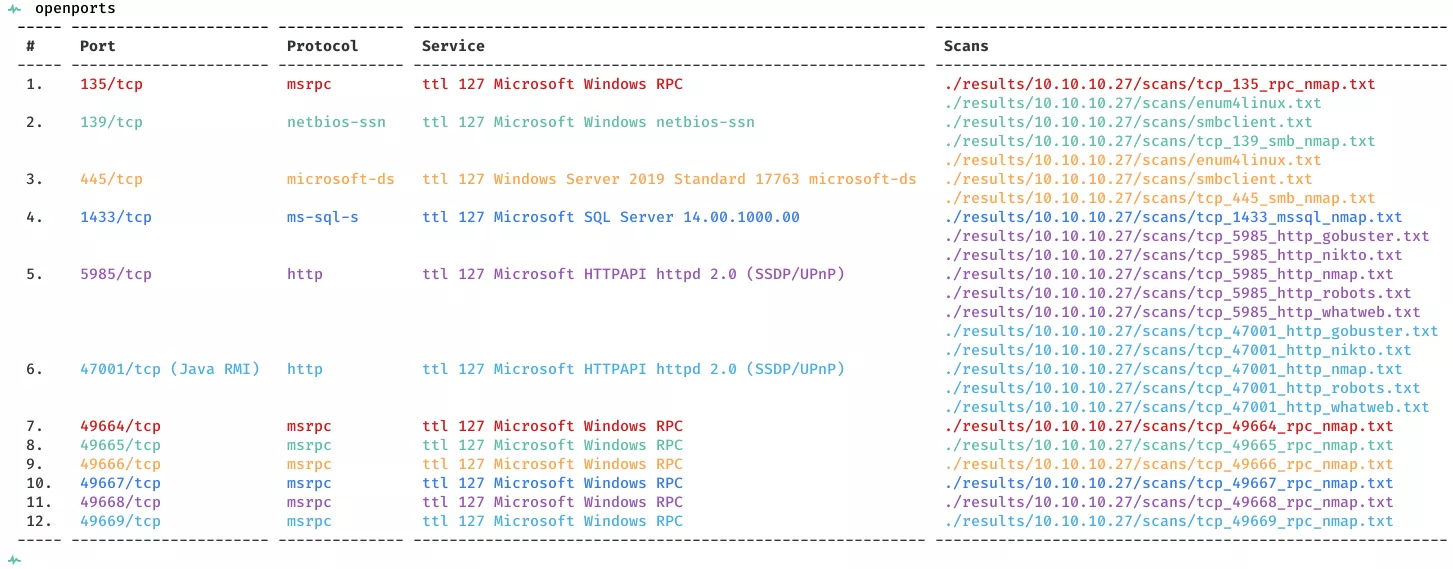 openports
# Port Protocol Service Scans
1. 135/tcp msrpc ttl 127 Microsoft Windows RPC ./results/10.10.10.27/scans/tcp_135_rpc_nmap.txt
./results/10.10.10.27/scans/enum4linux.txt
2. 139/tcp netbios-ssn ttl 127 Microsoft Windows netbios-ssn ./results/10.10.10.27/scans/smbclient.txt
./results/10.10.10.27/scans/tcp_139_smb_nmap.txt
./results/10.10.10.27/scans/enum4linux.txt
3. 445/tcp microsoft-ds ttl 127 Windows Server 2019 Standard 17763 microsoft-ds ./results/10.10.10.27/scans/smbclient.txt
./results/10.10.10.27/scans/tcp_445_smb_nmap.txt
4. 1433/tcp ms-sql-s ttl 127 Microsoft SQL Server 14.00.1000.00 ./results/10.10.10.27/scans/tcp_1433_mssql_nmap.txt
./results/10.10.10.27/scans/tcp_5985_http_gobuster.txt
./results/10.10.10.27/scans/tcp_5985_http_nikto.txt
5. 5985/tcp http ttl 127 Microsoft HTTPAPI httpd 2.0 (SSDP/UPnP) ./results/10.10.10.27/scans/tcp_5985_http_nmap.txt
./results/10.10.10.27/scans/tcp_5985_http_robots.txt
./results/10.10.10.27/scans/tcp_5985_http_whatweb.txt
./results/10.10.10.27/scans/tcp_47001_http_gobuster.txt
./results/10.10.10.27/scans/tcp_47001_http_nikto.txt
6. 47001/tcp (Java RMI) http ttl 127 Microsoft HTTPAPI httpd 2.0 (SSDP/UPnP) ./results/10.10.10.27/scans/tcp_47001_http_nmap.txt
./results/10.10.10.27/scans/tcp_47001_http_robots.txt
./results/10.10.10.27/scans/tcp_47001_http_whatweb.txt
7. 49664/tcp msrpc ttl 127 Microsoft Windows RPC ./results/10.10.10.27/scans/tcp_49664_rpc_nmap.txt
8. 49665/tcp msrpc ttl 127 Microsoft Windows RPC ./results/10.10.10.27/scans/tcp_49665_rpc_nmap.txt
9. 49666/tcp msrpc ttl 127 Microsoft Windows RPC ./results/10.10.10.27/scans/tcp_49666_rpc_nmap.txt
10. 49667/tcp msrpc ttl 127 Microsoft Windows RPC ./results/10.10.10.27/scans/tcp_49667_rpc_nmap.txt
11. 49668/tcp msrpc ttl 127 Microsoft Windows RPC ./results/10.10.10.27/scans/tcp_49668_rpc_nmap.txt
12. 49669/tcp msrpc ttl 127 Microsoft Windows RPC ./results/10.10.10.27/scans/tcp_49669_rpc_nmap.txt